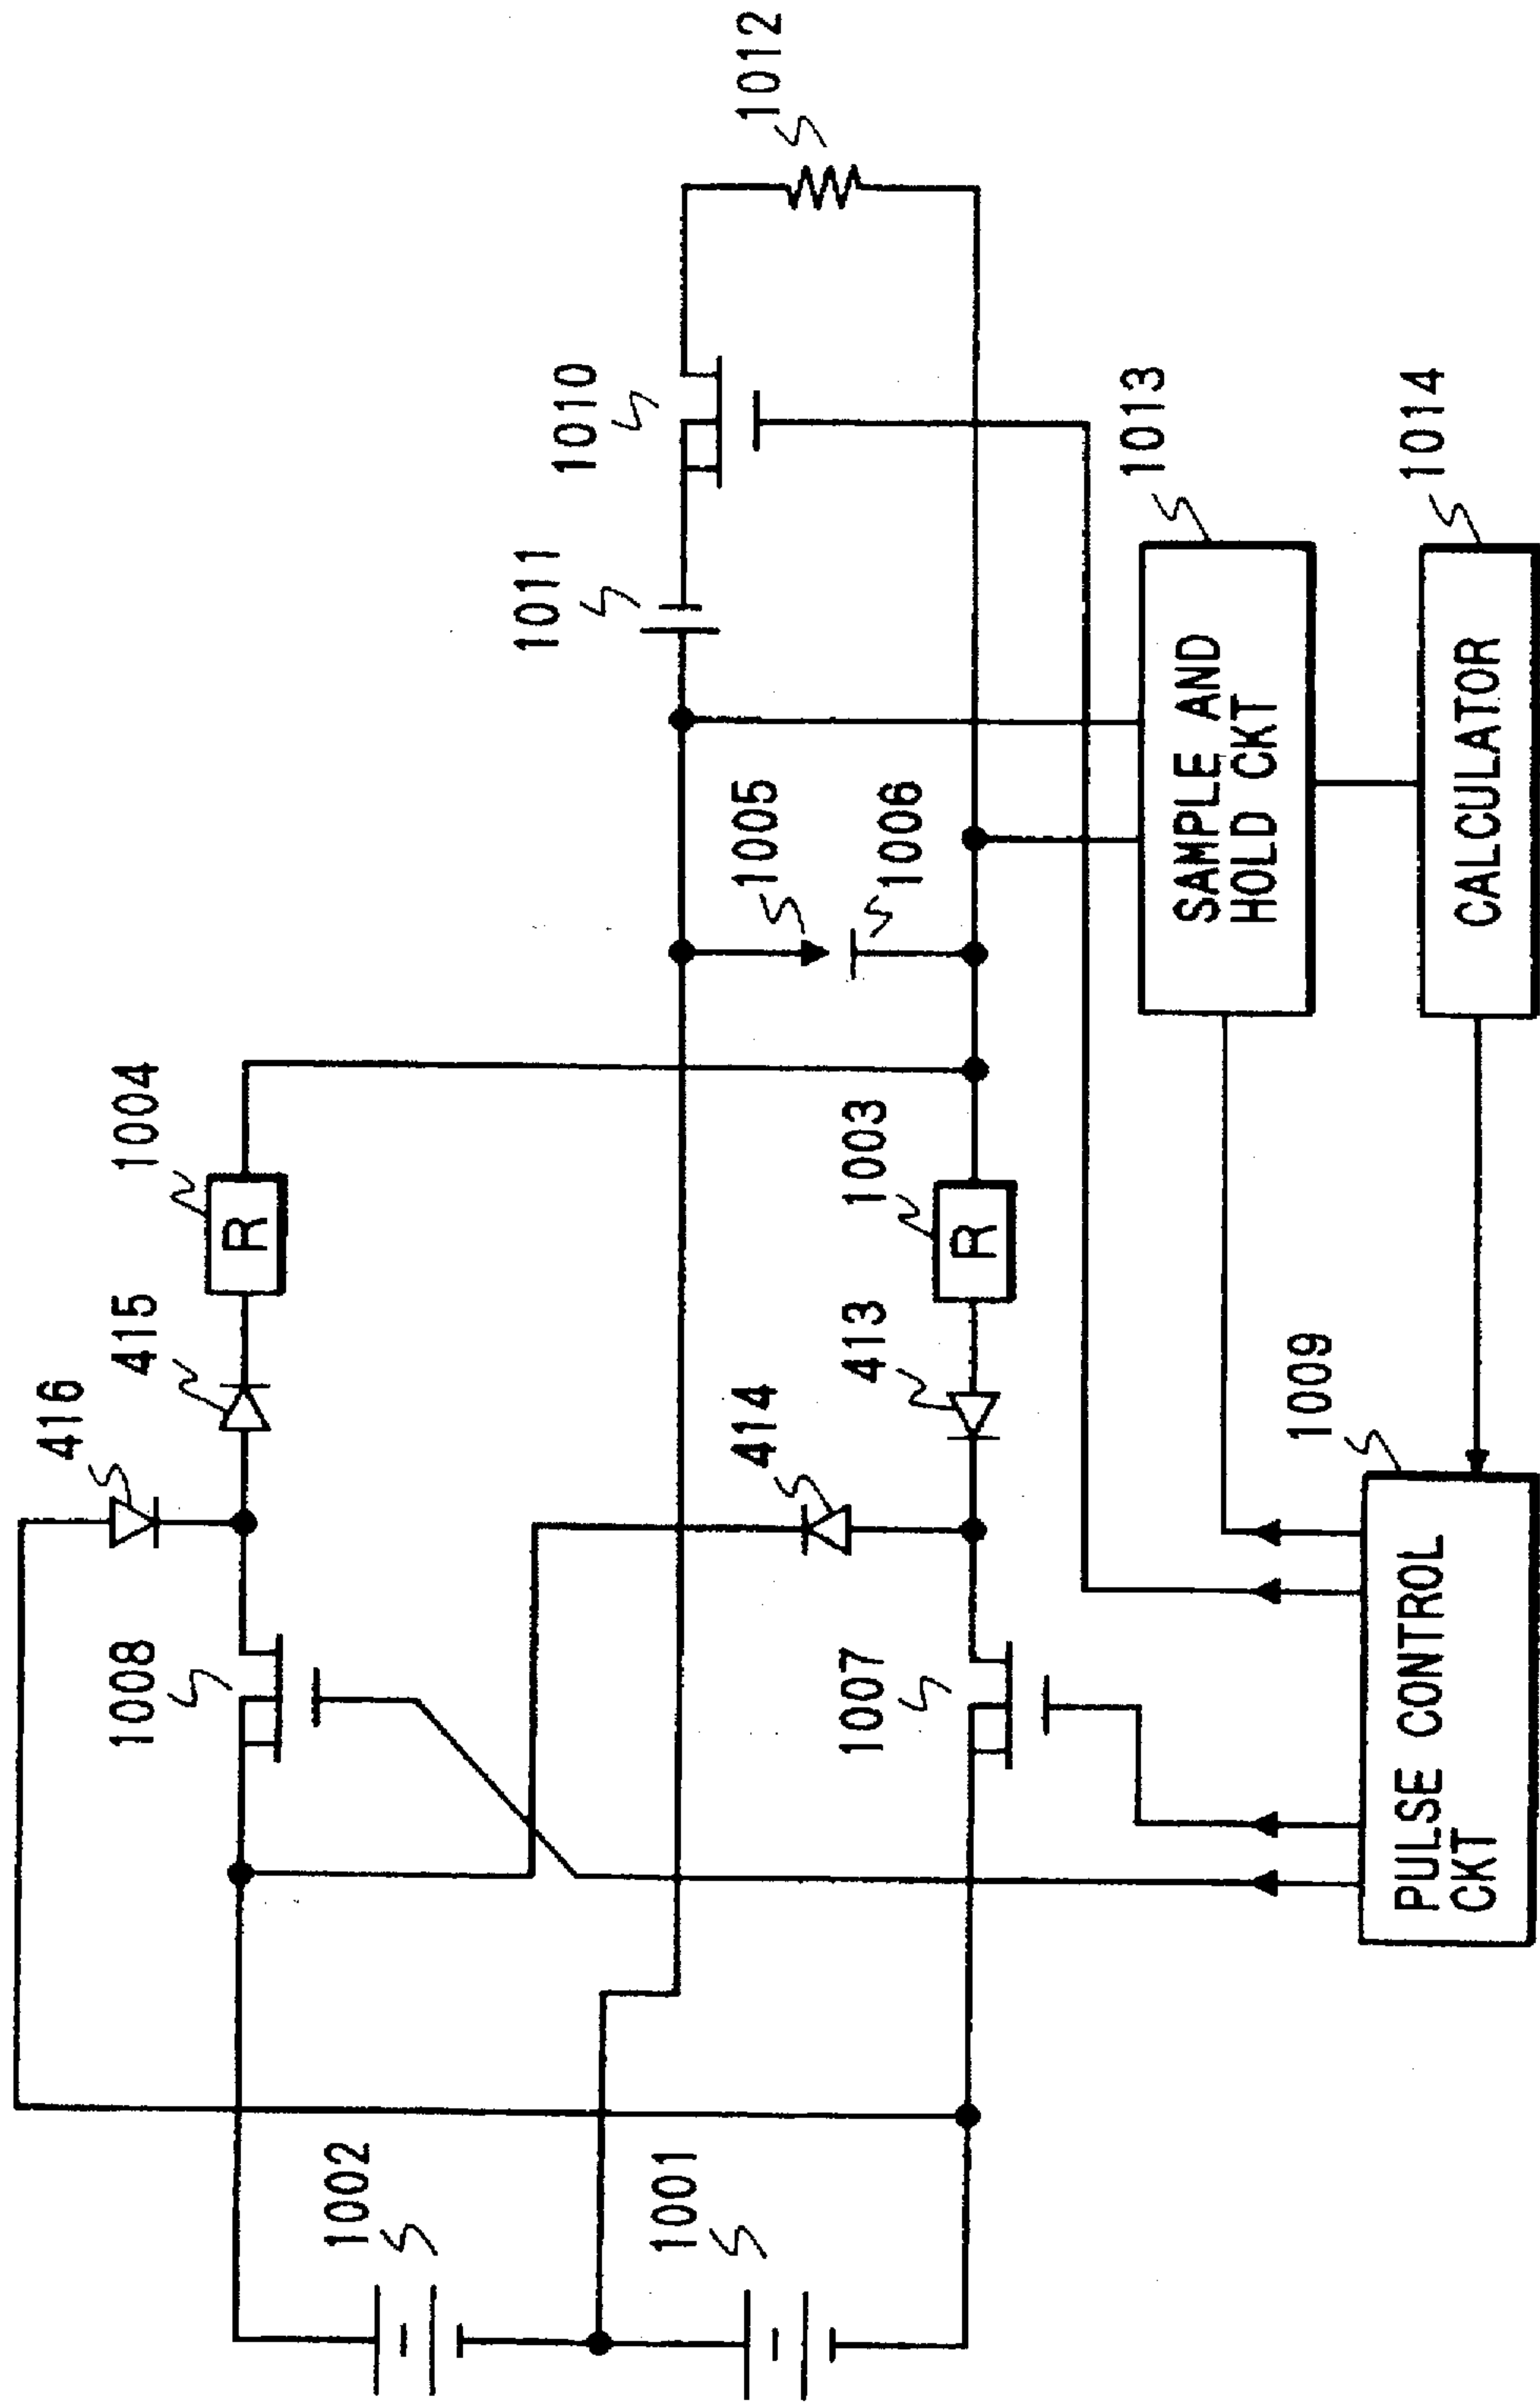 416
415
1004
1008
1002
1001
1011
1010
1012
1005
1006
R
414
413
1003
R
1007
1009
1013
SAMPLE AND
HOLD CKT
1014
CALCULATOR
PULSE CONTROL
CKT